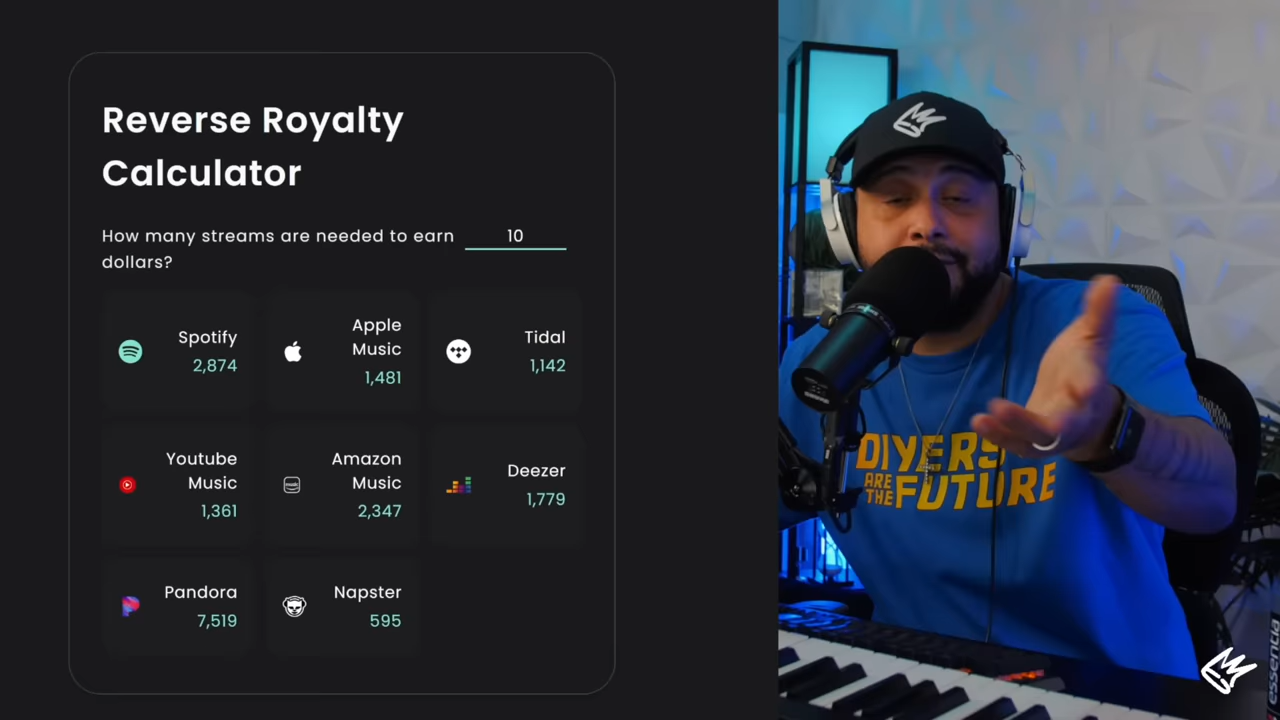 Reverse Royalty
Calculator
How many streams are needed to earn 10
dollars?
Spotify
2,874
Apple
Music
1,481
Tidal
1,142
Youtube
Music
1,361
Amazon
Music
2,347
Deezer
1,779
Pandora
7,519
Napster
595
DIYERS
ARE
THE FUTURE
essentia